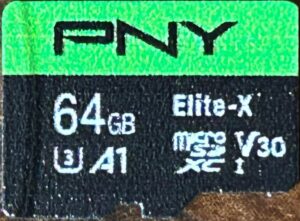 PNY
64GB Elite-X
U3 A1 micro SD XC I V30